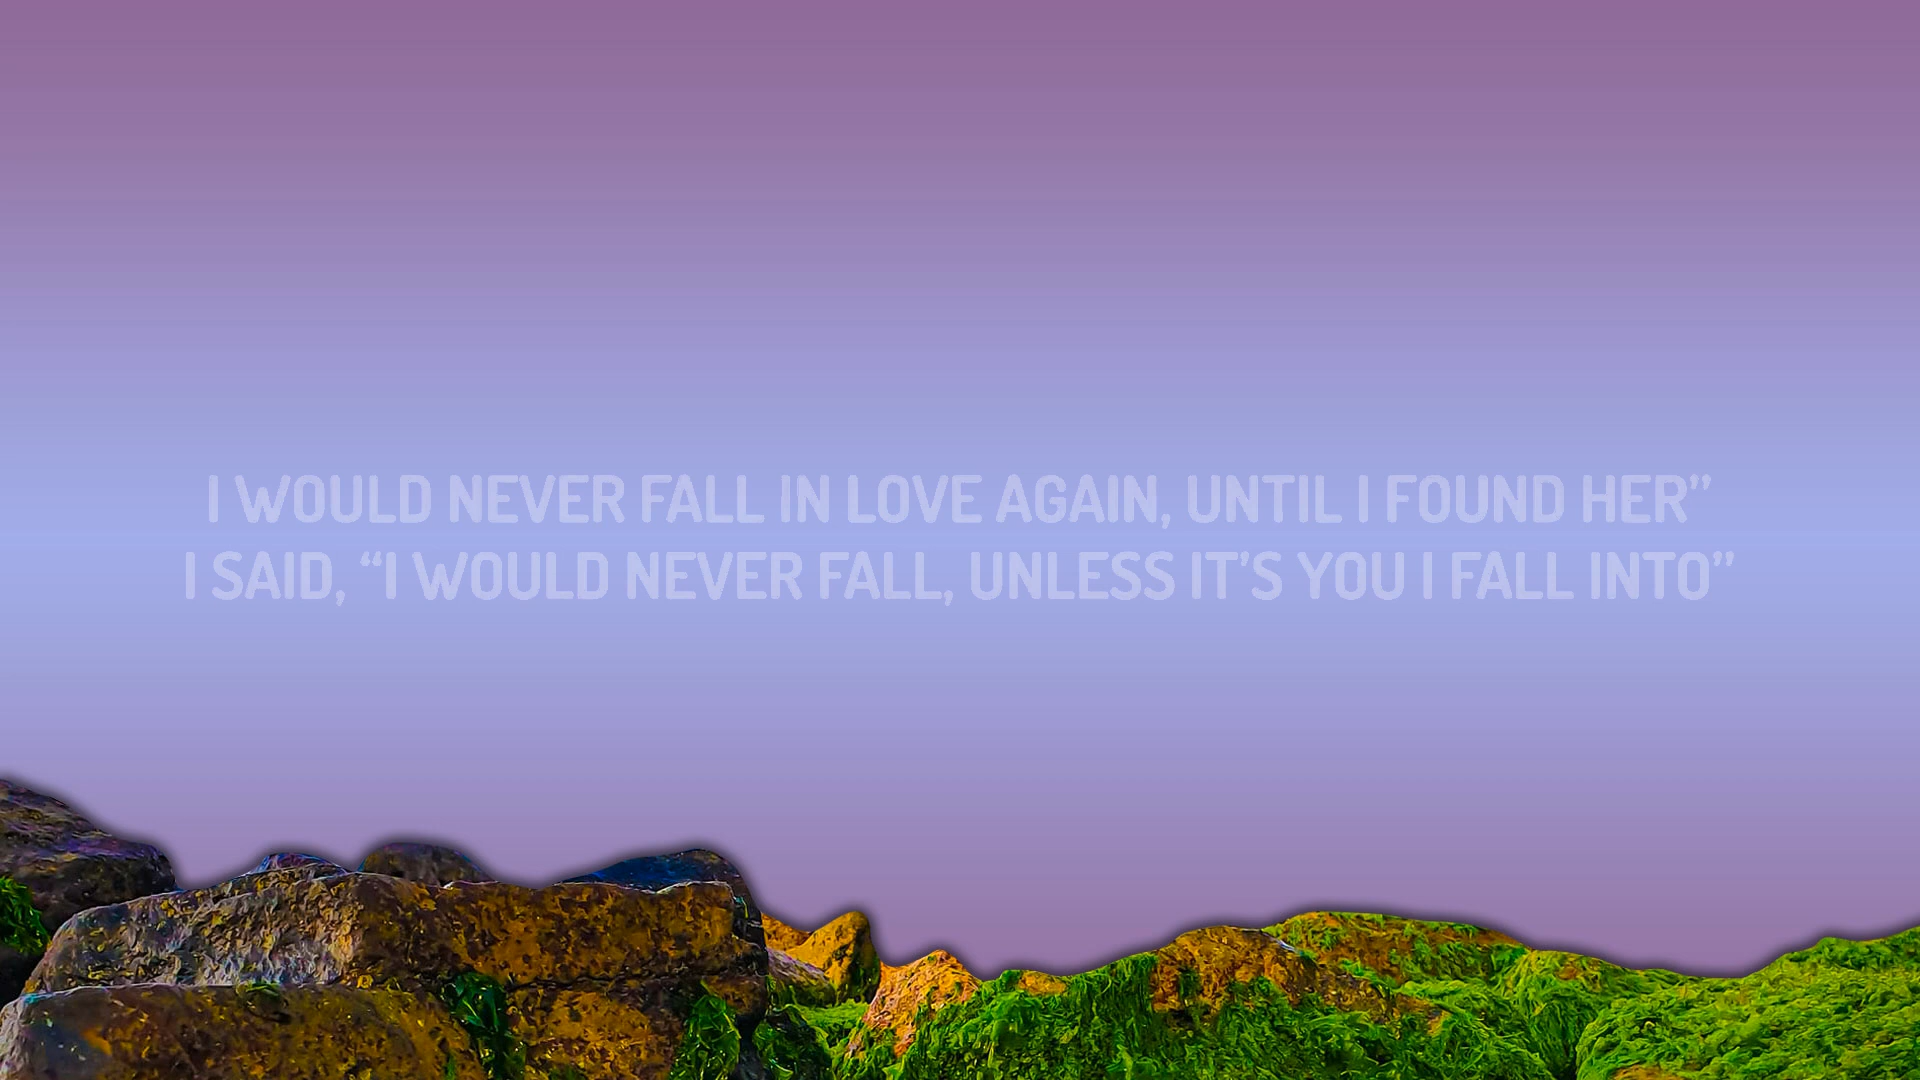 I WOULD NEVER FALL IN LOVE AGAIN, UNTIL I FOUND HER”
I SAID, “I WOULD NEVER FALL, UNLESS IT’S YOU I FALL INTO”